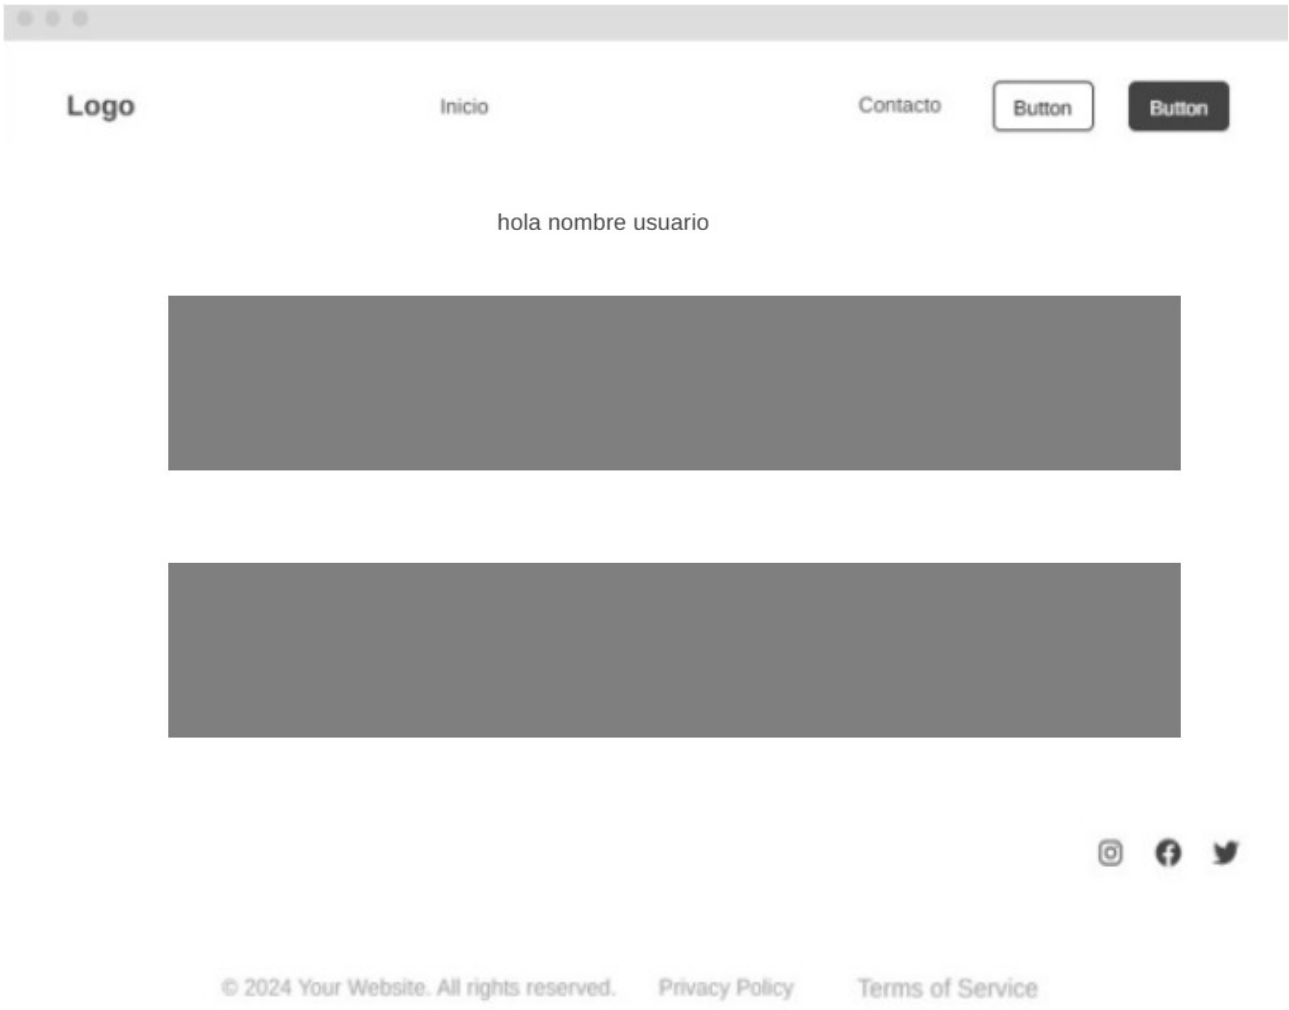 Logo
Inicio
Contacto
Button
Button
hola nombre usuario
© 2024 Your Website. All rights reserved.
Privacy Policy
Terms of Service